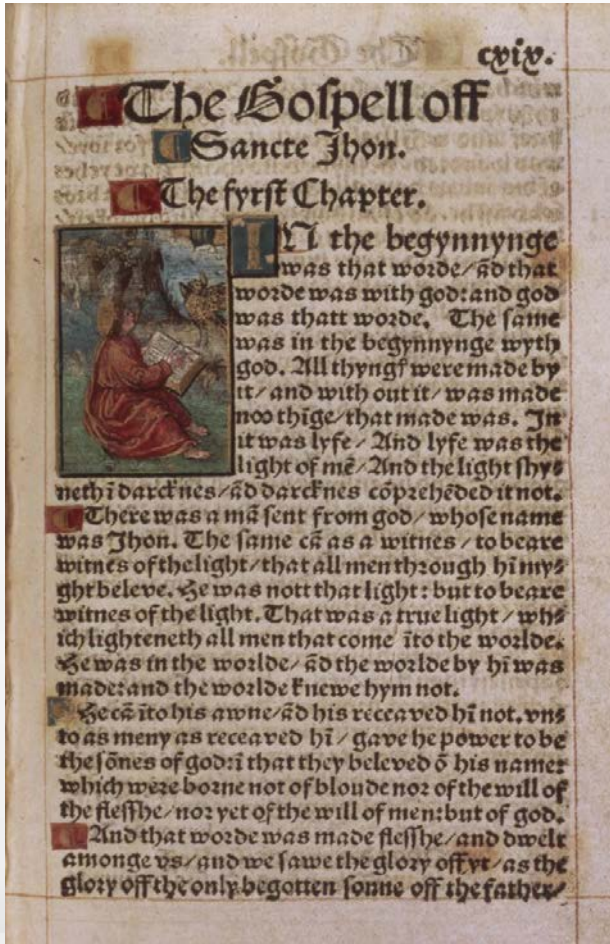 cxix.
The Gospell off
Sancte Jhon.
The fyrst Chapter.
IN the begynnynge
was that worde/ ād that
worde was with god: and god
was thatt worde. The same
was in the begynnynge wyth
god. All thyngſ were made by
it/ and with out it/ was made
noo thīge/ that made was. In
it was lyfe/ And lyfe was the
light of mē/ And the light ſhy⸗
neth ī darcknes/ ād darcknes cōprehēded it not.
There was a mā ſent from god/ whoſe name
was Jhon. The ſame cā as a witnes/ to beare
witnes of the light/ that all men through hī my⸗
ght beleve. He was nott that light: but to beare
witnes of the light. That was a true light/ wh⸗
ich lighteneth all men that come īto the worlde.
He was in the worlde/ ād the worlde by hī was
made: and the worlde knewe hym not.
He cā īto his awne/ ād his receaved hī not. vn⸗
to as meny as receaved hī/ gave he power to be
the ſōnes of god: ī that they beleved ō his name:
which were borne not of bloude nor of the will of
the fleſſhe/ nor yet of the will of men: but of god.
And that worde was made fleſſhe/ and dwelt
amonge vs/ and we ſawe the glory off yt/ as the
glory off the only begotten ſonne off the father/